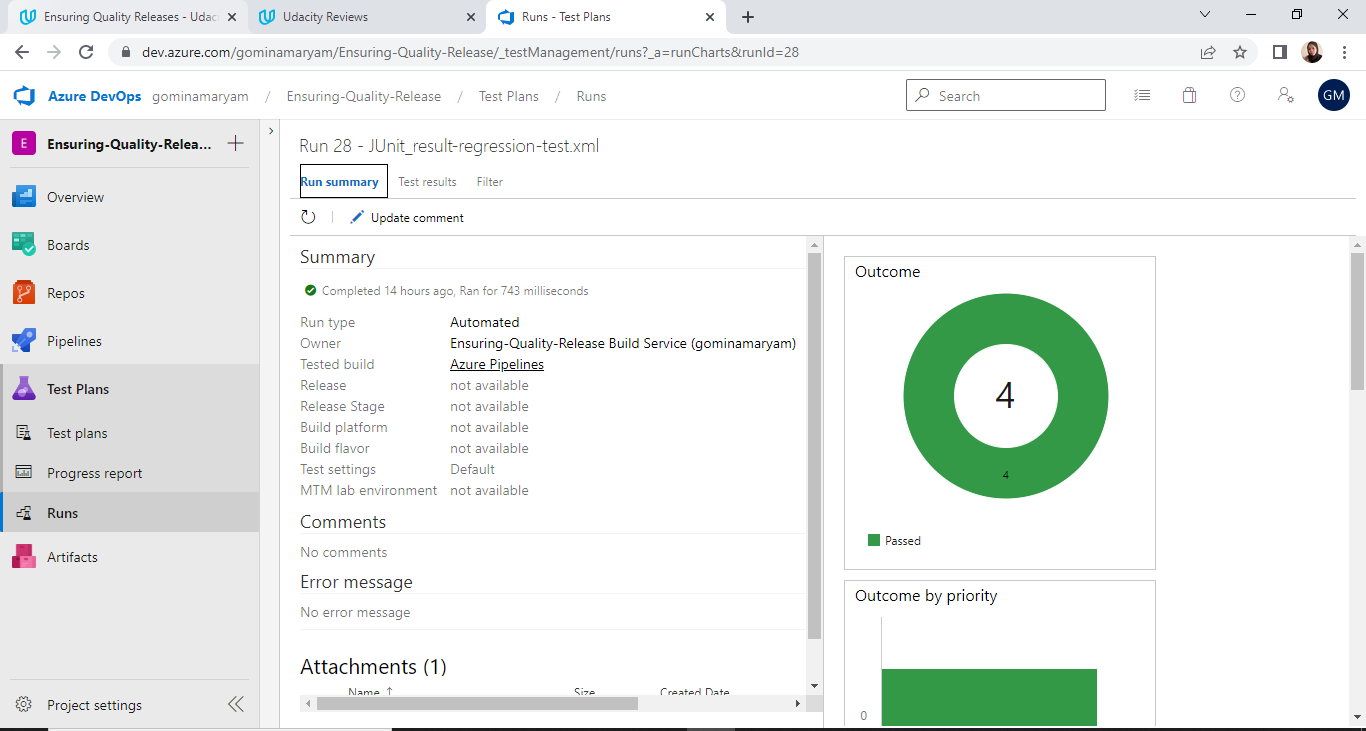 Ensuring Quality Releases - Udac
Udacity Reviews
Runs - Test Plans
dev.azure.com/gominamaryam/Ensuring-Quality-Release/_testManagement/runs?_a=runCharts&runId=28
Azure DevOps gominamaryam / Ensuring-Quality-Release / Test Plans / Runs
Search
GM
E Ensuring-Quality-Relea...
Overview
Boards
Repos
Pipelines
Test Plans
Test plans
Progress report
Runs
Artifacts
Project settings
Run 28 - JUnit_result-regression-test.xml
Run summary Test results Filter
Update comment
Summary
Completed 14 hours ago, Ran for 743 milliseconds
Run type Automated
Owner Ensuring-Quality-Release Build Service (gominamaryam)
Tested build Azure Pipelines
Release not available
Release Stage not available
Build platform not available
Build flavor not available
Test settings Default
MTM lab environment not available
Comments
No comments
Error message
No error message
Attachments (1)
Name ↑ Size Created Date
Outcome
4
4
Passed
Outcome by priority
0